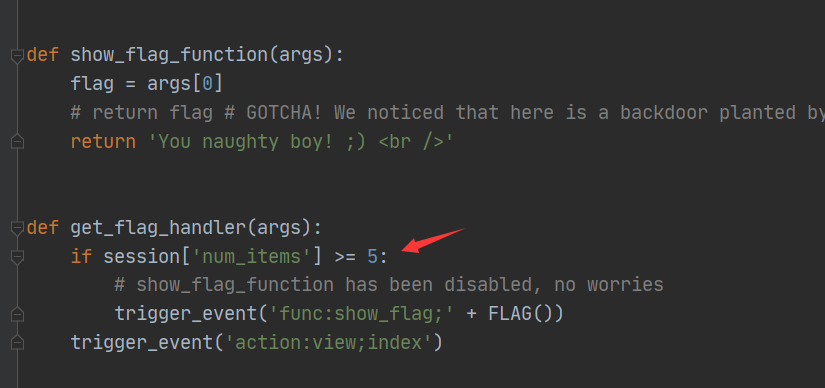 def show_flag_function(args):
flag = args[0]
# return flag # GOTCHA! We noticed that here is a backdoor planted by
return 'You naughty boy! ;) <br />'
def get_flag_handler(args):
if session['num_items'] >= 5:
# show_flag_function has been disabled, no worries
trigger_event('func:show_flag;' + FLAG())
trigger_event('action:view;index')